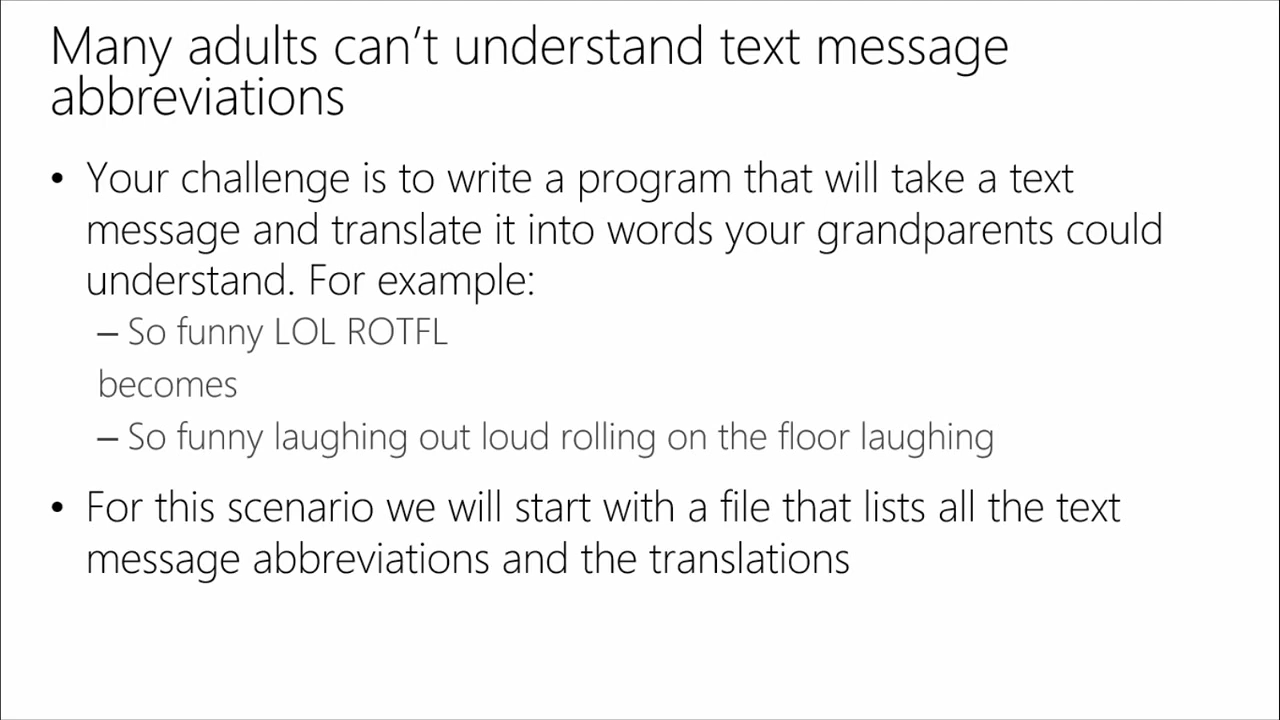 Many adults can’t understand text message
abbreviations
• Your challenge is to write a program that will take a text
message and translate it into words your grandparents could
understand. For example:
– So funny LOL ROTFL
becomes
– So funny laughing out loud rolling on the floor laughing
• For this scenario we will start with a file that lists all the text
message abbreviations and the translations